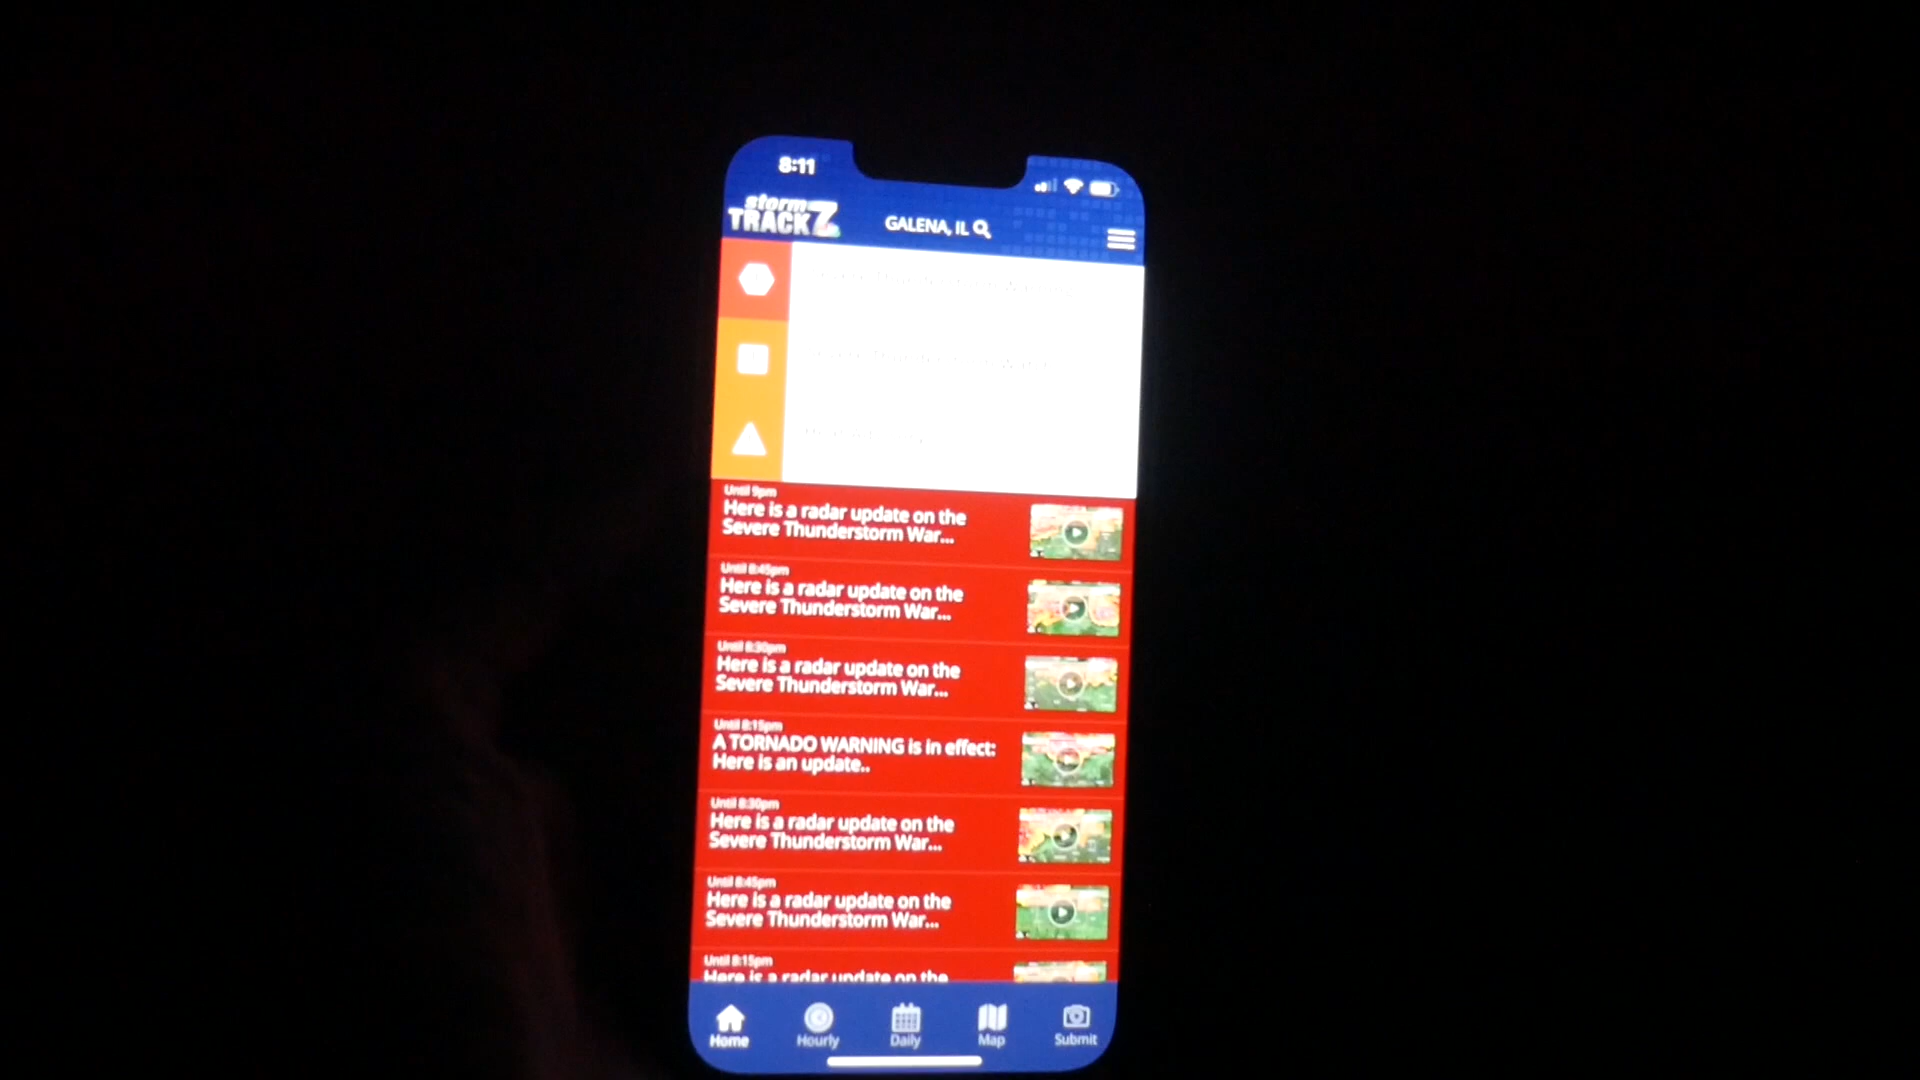 8:11
storm
TRACK 7
GALENA, IL
Until 9pm
Here is a radar update on the
Severe Thunderstorm War...
Until 8:45pm
Here is a radar update on the
Severe Thunderstorm War...
Until 8:30pm
Here is a radar update on the
Severe Thunderstorm War...
Until 8:15pm
A TORNADO WARNING is in effect:
Here is an update..
Until 8:30pm
Here is a radar update on the
Severe Thunderstorm War...
Until 8:45pm
Here is a radar update on the
Severe Thunderstorm War...
Until 8:15pm
Here is a radar update on the
Home
Hourly
Daily
Map
Submit